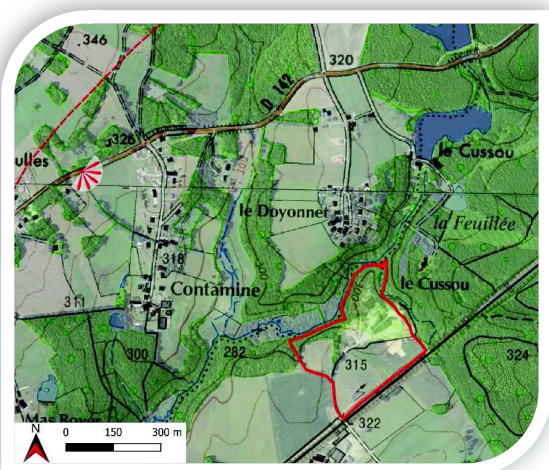 .346
320
D 142
326
ulles
le Cussou
le Doyonnet
la Feuillée
318
le Cussou
Contamine
311
300
282
315
324
322
Mas Boyer
N
0 150 300 m